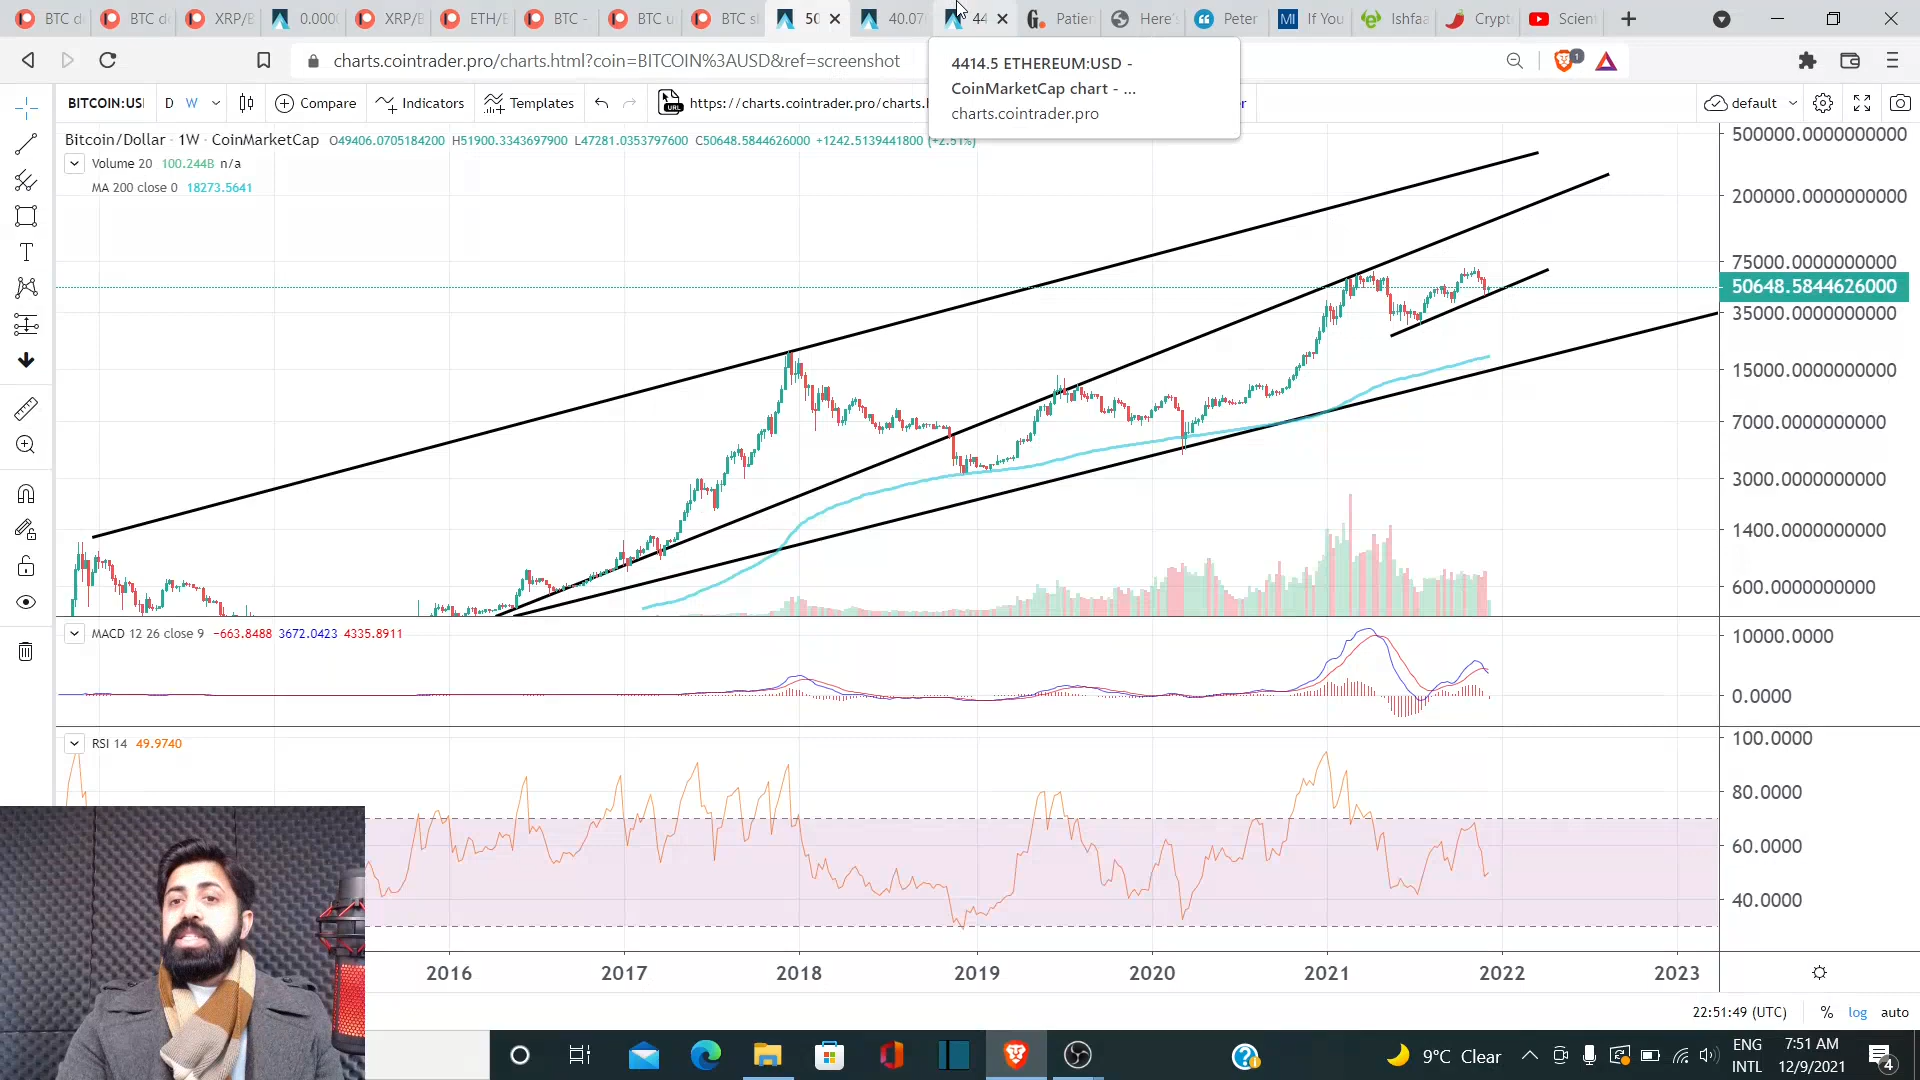 BTC d
BTC d
XRP/B
0.000
XRP/B
ETH/B
BTC -
BTC u
BTC s
50
40.07
44
Patien
Here'
Peter
If You
Ishfa
Crypt
Scien
charts.cointrader.pro/charts.html?coin=BITCOIN%3AUSD&ref=screenshot
1
4414.5 ETHEREUM:USD -
CoinMarketCap chart - ...
charts.cointrader.pro
BITCOIN:USI
D
W
Compare
Indicators
Templates
URL
https://charts.cointrader.pro/charts.
default
Bitcoin/Dollar · 1W · CoinMarketCap O49406.0705184200 H51900.3343697900 L47281.0353797600 C50648.5844626000 +1242.5139441800 (+2.51%)
Volume 20 100.244B n/a
MA 200 close 0 18273.5641
500000.0000000000
200000.0000000000
75000.0000000000
50648.5844626000
35000.0000000000
15000.0000000000
7000.0000000000
3000.0000000000
1400.0000000000
600.0000000000
MACD 12 26 close 9 −663.8488 3672.0423 4335.8911
10000.0000
0.0000
RSI 14 49.9740
100.0000
80.0000
60.0000
40.0000
2016 2017 2018 2019 2020 2021 2022 2023
22:51:49 (UTC) % log auto
9°C Clear
ENG
INTL
7:51 AM
12/9/2021
4